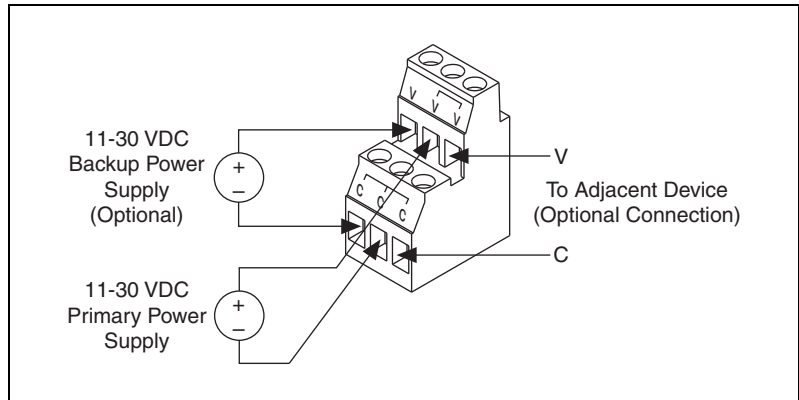 11-30 VDC
Backup Power
Supply
(Optional)
+
–
11-30 VDC
Primary Power
Supply
+
–
V V V
C C C
V
To Adjacent Device
(Optional Connection)
C